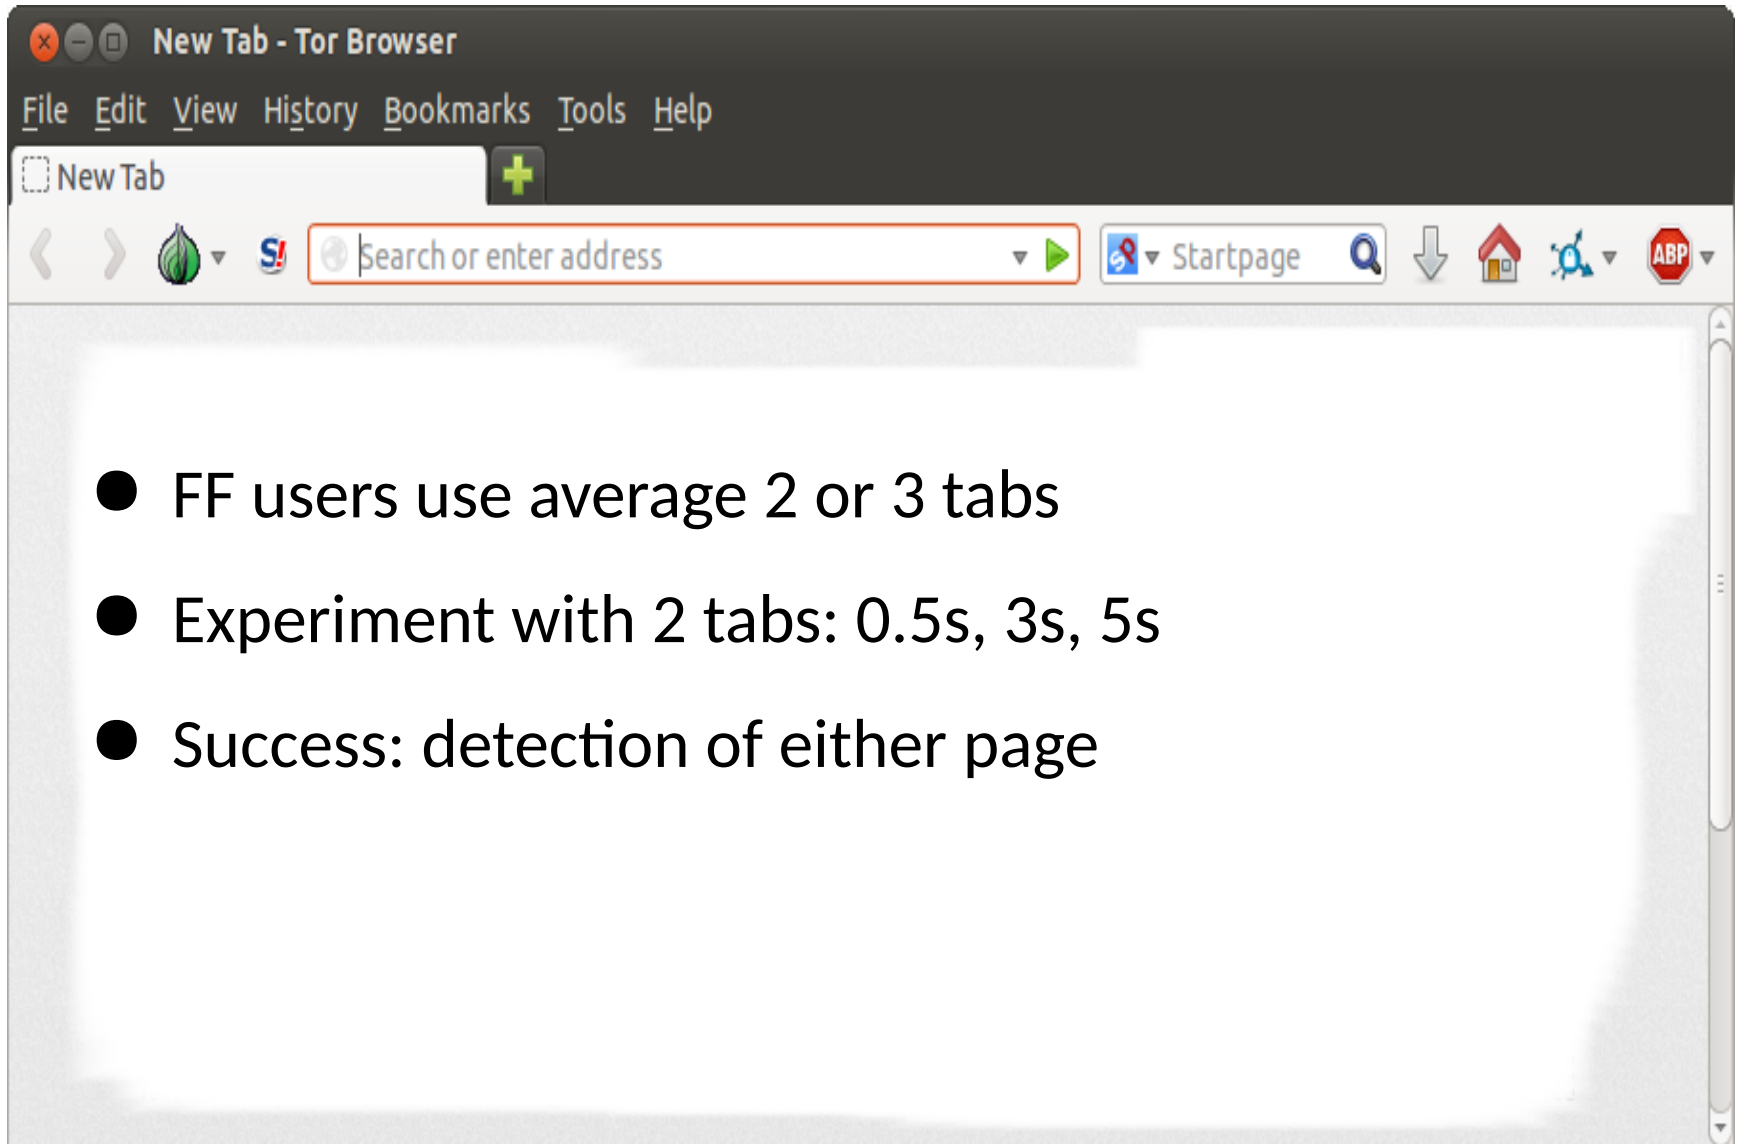 New Tab - Tor Browser
File Edit View History Bookmarks Tools Help
New Tab
S! Search or enter address Startpage ABP
● FF users use average 2 or 3 tabs
● Experiment with 2 tabs: 0.5s, 3s, 5s
● Success: detection of either page